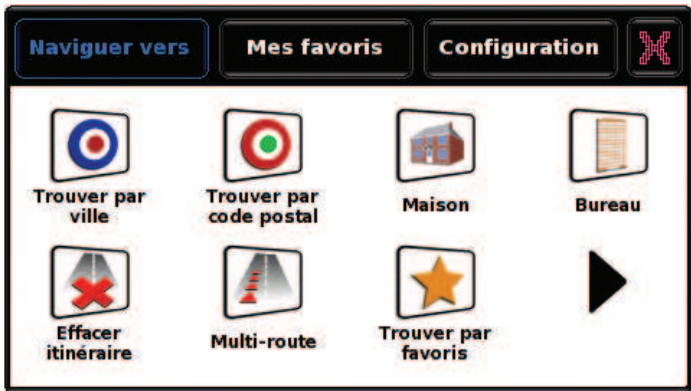 Naviguer vers
Mes favoris
Configuration
Trouver par
ville
Trouver par
code postal
Maison
Bureau
Effacer
itinéraire
Multi-route
Trouver par
favoris